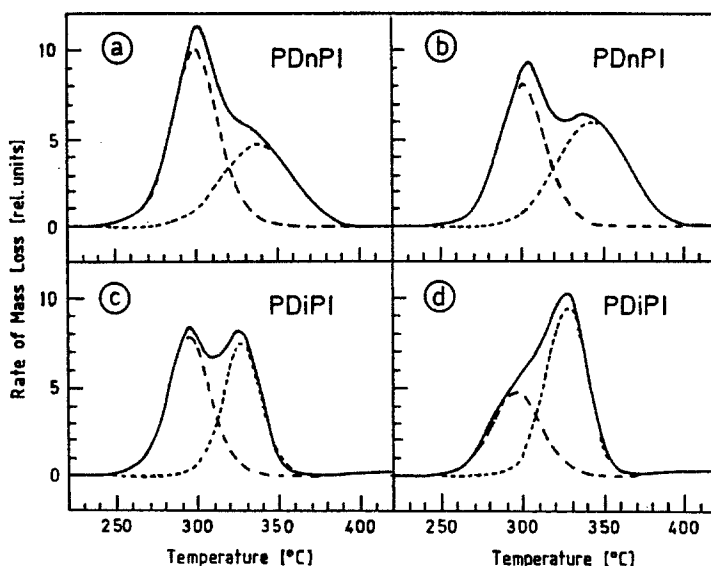 a PDnPI
b PDnPI
10
5
0
Rate of Mass Loss [rel. units]
c PDiPI
d PDiPI
10
5
0
250 300 350 400
250 300 350 400
Temperature [°C]
Temperature [°C]